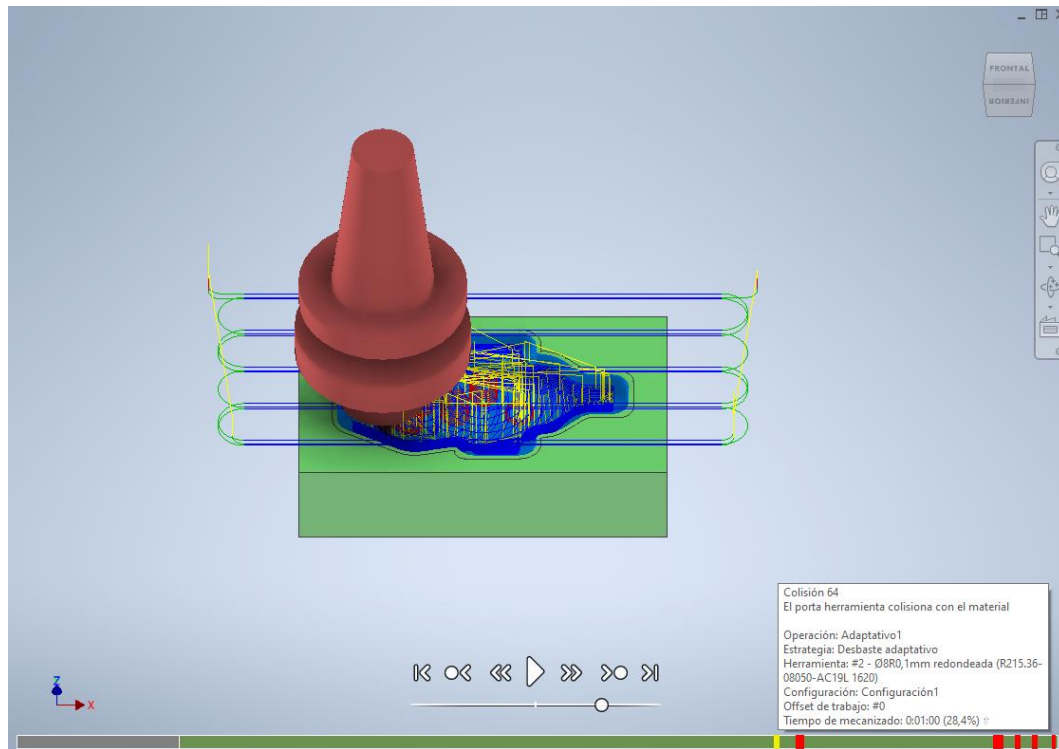 FRONTAL
INFERIOR
Colisión 64
El porta herramienta colisiona con el material
Operación: Adaptativo1
Estrategia: Desbaste adaptativo
Herramienta: #2 - Ø8R0,1mm redondeada (R215.36-
08050-AC19L 1620)
Configuración: Configuración1
Offset de trabajo: #0
Tiempo de mecanizado: 0:01:00 (28,4%)
Z
X